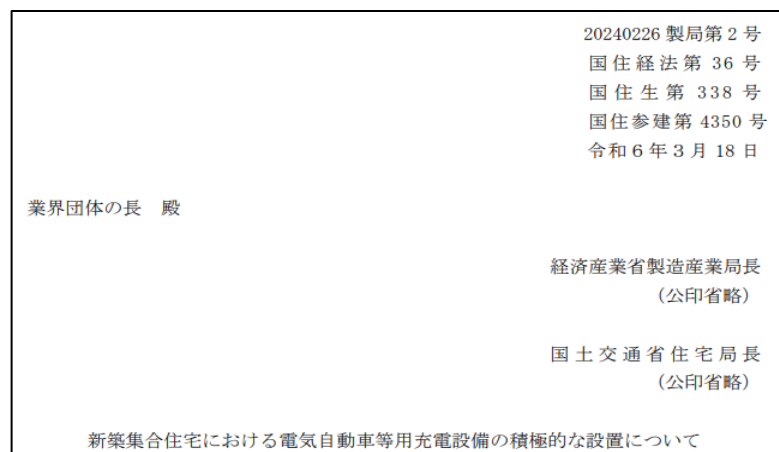 20240226 製局第2号
国住経法第 36 号
国住生第 338 号
国住参建第 4350 号
令和6年3月18日
業界団体の長　殿
経済産業省製造産業局長
（公印省略）
国土交通省住宅局長
（公印省略）
新築集合住宅における電気自動車等用充電設備の積極的な設置について